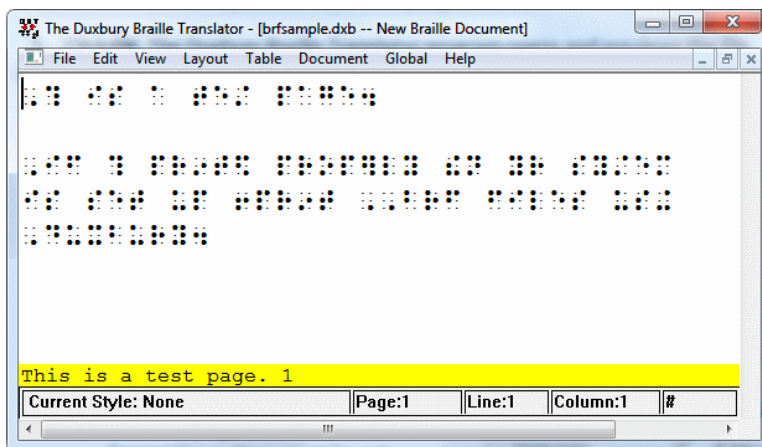 The Duxbury Braille Translator - [brfsample.dxb -- New Braille Document]
File Edit View Layout Table Document Global Help
⠠⠹ ⠊⠎ ⠁ ⠞⠑⠌ ⠏⠁⠛⠑⠲
⠠⠊⠋ ⠹ ⠏⠗⠔⠞⠫ ⠏⠗⠕⠏⠻⠇⠽ ⠮⠝ ⠽⠗ ⠎⠽⠌⠑⠍
⠊⠎ ⠎⠑⠞ ⠥⠏ ⠖⠏⠗⠔⠞ ⠠⠠⠃⠗⠋ ⠋⠊⠇⠑⠎ ⠥⠎⠬
⠠⠙⠥⠭⠃⠥⠗⠽⠲
This is a test page. 1
Current Style: None Page:1 Line:1 Column:1 #